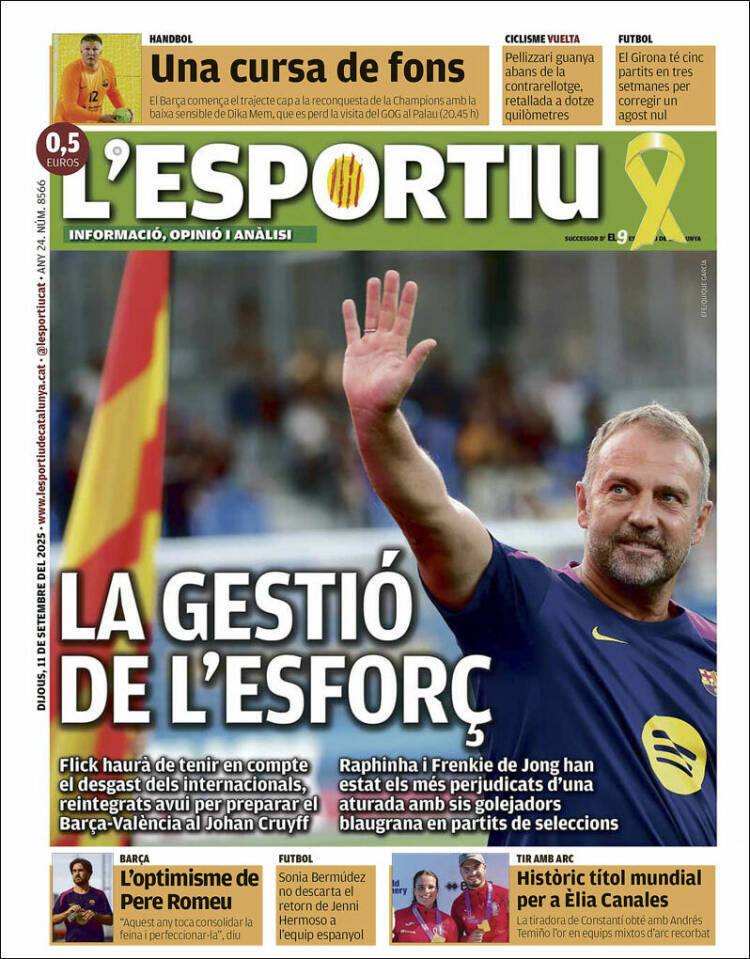 HANDBOL
Una cursa de fons
El Barça comença el trajecte cap a la reconquesta de la Champions amb la
baixa sensible de Dika Mem, que es perd la visita del GOG al Palau (20.45 h)
CICLISME VUELTA
Pellizzari guanya
abans de la
contrarellotge,
retallada a dotze
quilòmetres
FUTBOL
El Girona té cinc
partits en tres
setmanes per
corregir un
agost nul
12
0,5
EUROS
L'ESPORTIU
INFORMACIÓ, OPINIÓ I ANÀLISI
SUCCESSOR D' EL 9
DIJOUS, 11 DE SETEMBRE DEL 2025 · www.lesportiudecatalunya.cat · @lesportiucat · ANY 24. NÚM. 8566
EFE/QUIQUE GARCÍA
LA GESTIÓ
DE L'ESFORÇ
Flick haurà de tenir en compte
el desgast dels internacionals,
reintegrats avui per preparar el
Barça-València al Johan Cruyff
Raphinha i Frenkie de Jong han
estat els més perjudicats d'una
aturada amb sis golejadors
blaugrana en partits de seleccions
BARÇA
L'optimisme de
Pere Romeu
"Aquest any toca consolidar la
feina i perfeccionar-la", diu
FUTBOL
Sonia Bermúdez
no descarta el
retorn de Jenni
Hermoso a
l'equip espanyol
TIR AMB ARC
Històric títol mundial
per a Èlia Canales
La tiradora de Constantí obté amb Andrés
Temiño l'or en equips mixtos d'arc recorbat